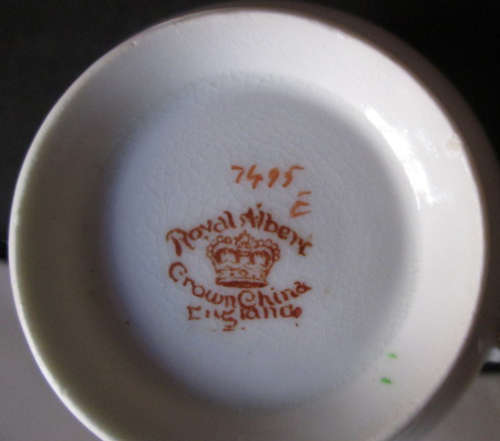 7495
E
Royal Albert
Crown China
England